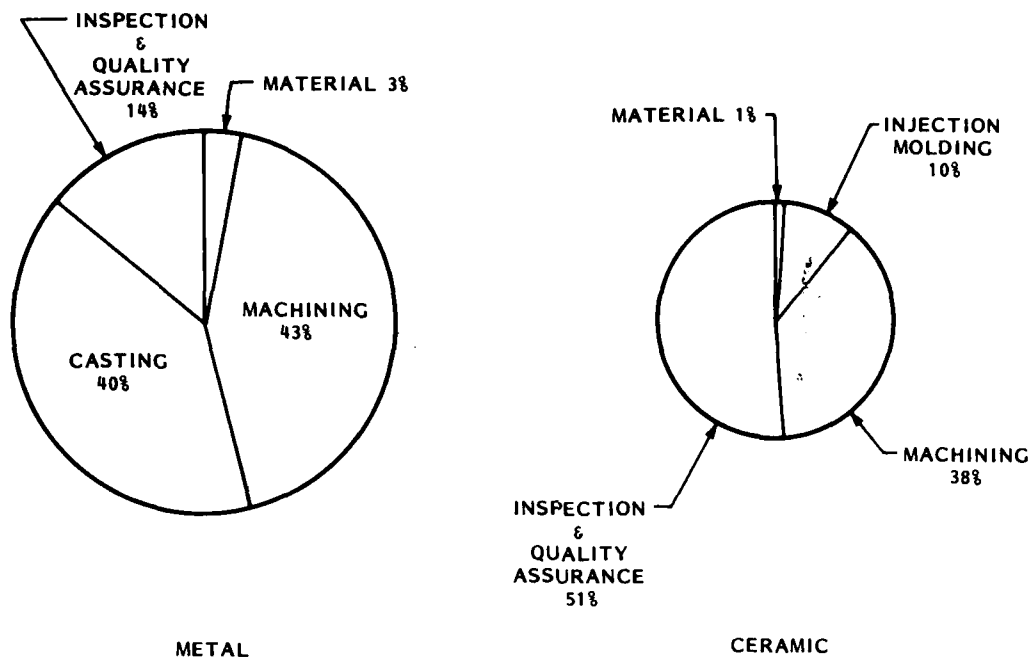 INSPECTION
&
QUALITY
ASSURANCE
14%
MATERIAL 3%
MACHINING
43%
CASTING
40%
METAL
MATERIAL 1%
INJECTION
MOLDING
10%
MACHINING
38%
INSPECTION
&
QUALITY
ASSURANCE
51%
CERAMIC